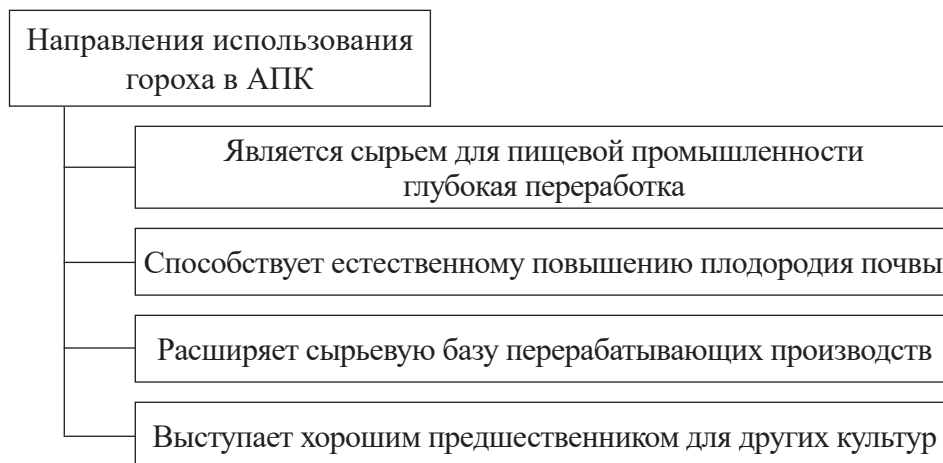 Направления использования
гороха в АПК
Является сырьем для пищевой промышленности
глубокая переработка
Способствует естественному повышению плодородия почвы
Расширяет сырьевую базу перерабатывающих производств
Выступает хорошим предшественником для других культур